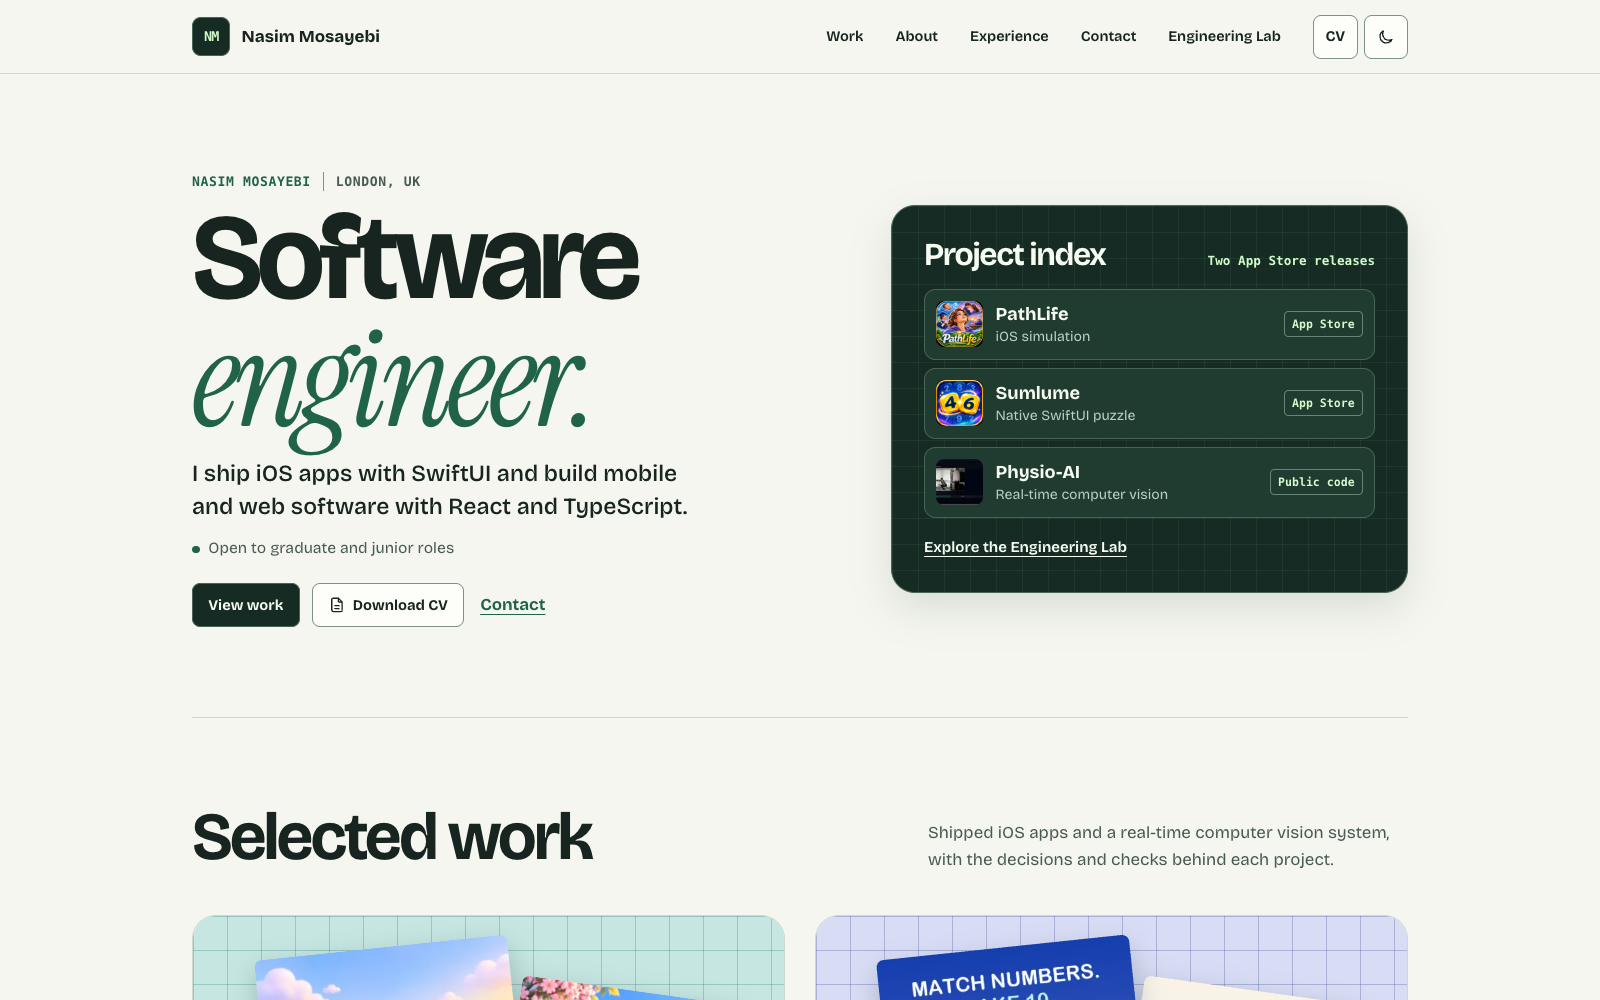 NM
Nasim Mosayebi
Work
About
Experience
Contact
Engineering Lab
CV
NASIM MOSAYEBI
LONDON, UK
Software
engineer.
I ship iOS apps with SwiftUI and build mobile
and web software with React and TypeScript.
Open to graduate and junior roles
View work
Download CV
Contact
Project index
Two App Store releases
PathLife
PathLife
iOS simulation
App Store
46
Sumlume
Native SwiftUI puzzle
App Store
Physio-AI
Real-time computer vision
Public code
Explore the Engineering Lab
Selected work
Shipped iOS apps and a real-time computer vision system,
with the decisions and checks behind each project.
MATCH NUMBERS.